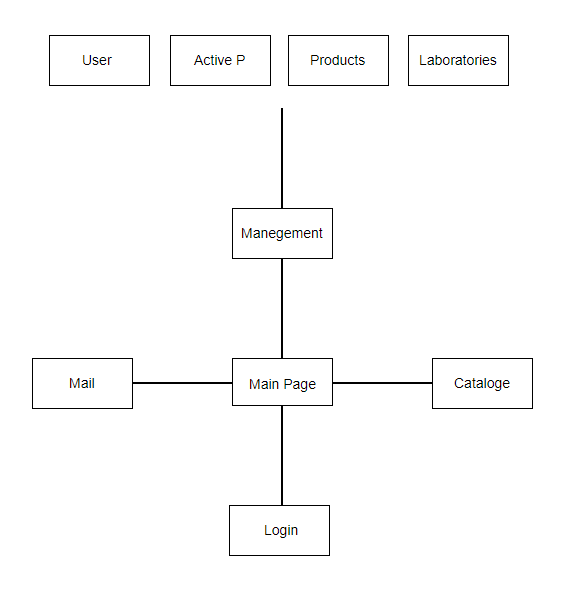 User
Active P
Products
Laboratories
Manegement
Mail
Main Page
Cataloge
Login